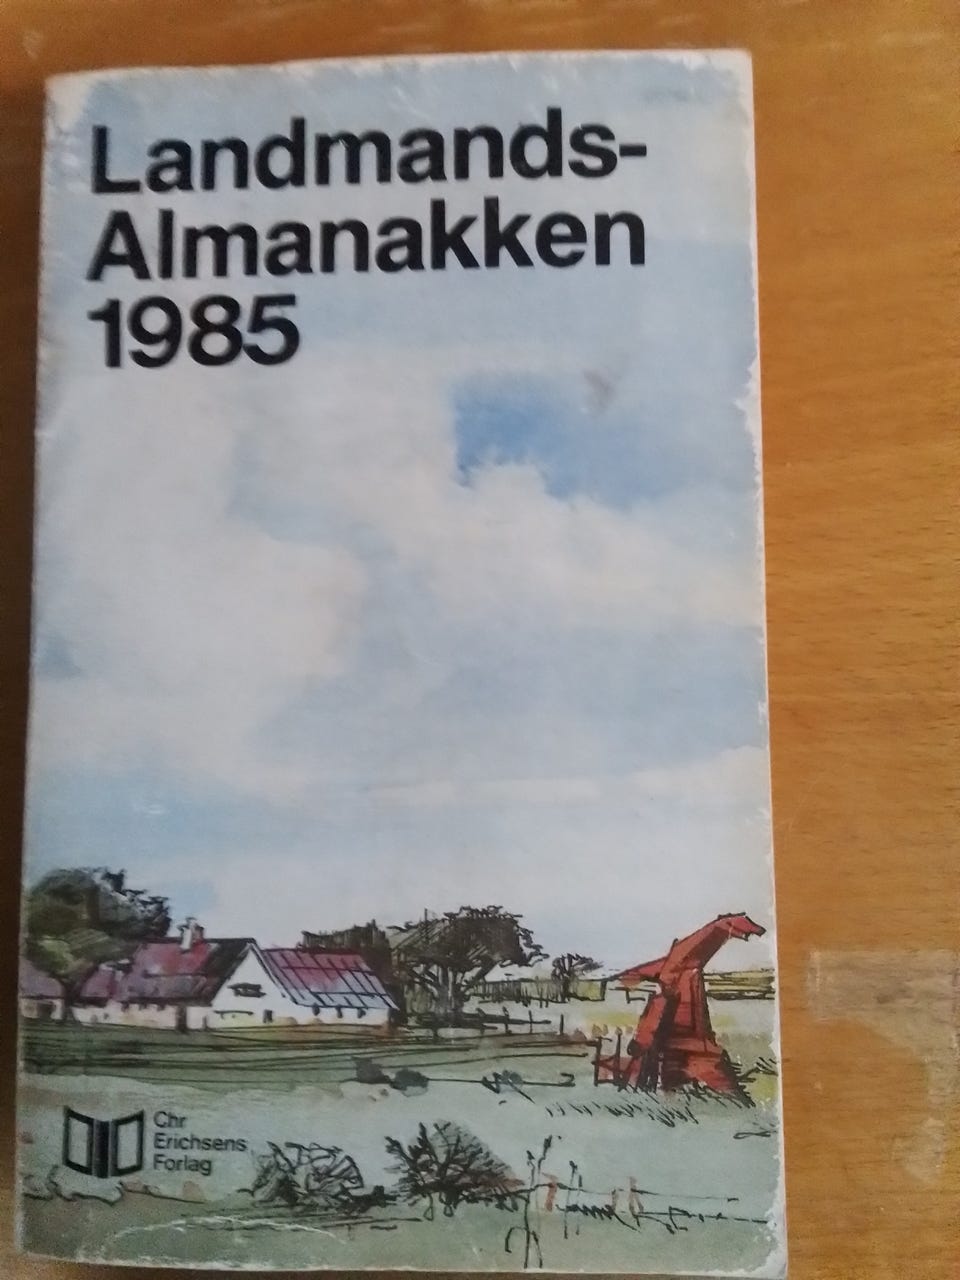 Landmands-
Almanakken
1985
Chr
Erichsens
Forlag